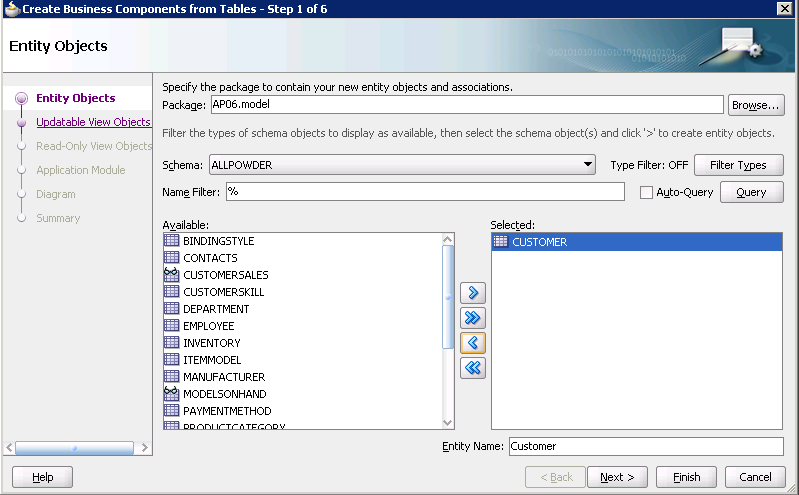 Create Business Components from Tables - Step 1 of 6
Entity Objects
01010101010101010101010101
0101010101010
Entity Objects
Updatable View Objects
Read-Only View Objects
Application Module
Diagram
Summary
Specify the package to contain your new entity objects and associations.
Package: AP06.model Browse...
Filter the types of schema objects to display as available, then select the schema object(s) and click '>' to create entity objects.
Schema: ALLPOWDER Type Filter: OFF Filter Types
Name Filter: % Auto-Query Query
Available: Selected:
BINDINGSTYLE CUSTOMER
CONTACTS
CUSTOMERSALES
CUSTOMERSKILL
DEPARTMENT
EMPLOYEE
INVENTORY
ITEMMODEL
MANUFACTURER
MODELSONHAND
PAYMENTMETHOD
PRODUCTCATEGORY
Entity Name: Customer
Help < Back Next > Finish Cancel